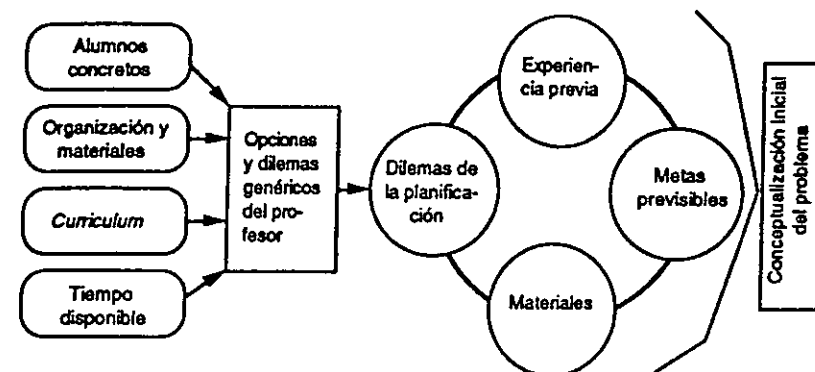 Alumnos
concretos
Organización y
materiales
Curriculum
Tiempo
disponible
Opciones
y dilemas
genéricos
del pro-
fesor
Dilemas de
la planifica-
ción
Experien-
cia previa
Metas
previsibles
Materiales
Conceptualización inicial
del problema